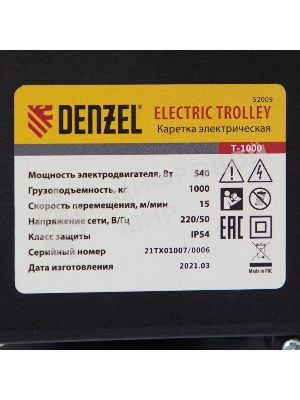 52009
DENZEL®
ELECTRIC TROLLEY
Каретка электрическая
T-1000
Мощность электродвигателя, Вт 540
Грузоподъемность, кг 1000
Скорость перемещения, м/мин 15
Напряжение сети, В/Гц 220/50
Класс защиты IP54
Серийный номер 21TX01007/0006
Дата изготовления 2021.03
EAC
Made in PRC